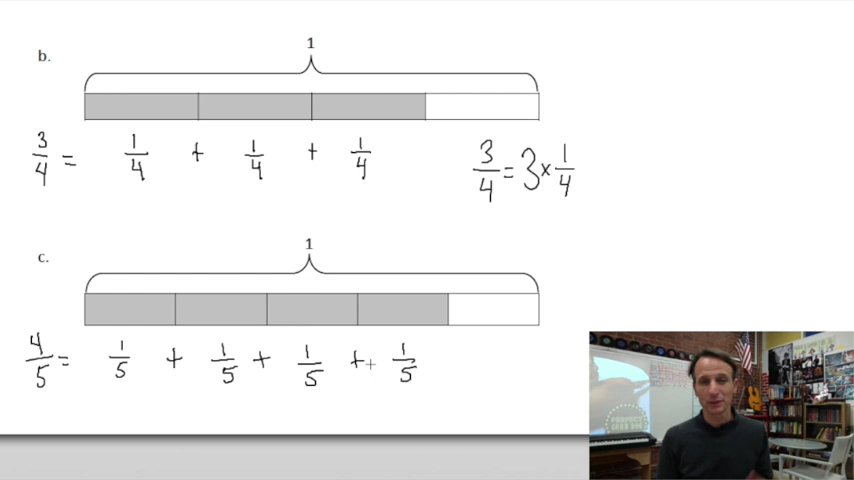 1
b.
3/4 = 1/4 + 1/4 + 1/4
3/4 = 3 × 1/4
1
c.
4/5 = 1/5 + 1/5 + 1/5 + 1/5